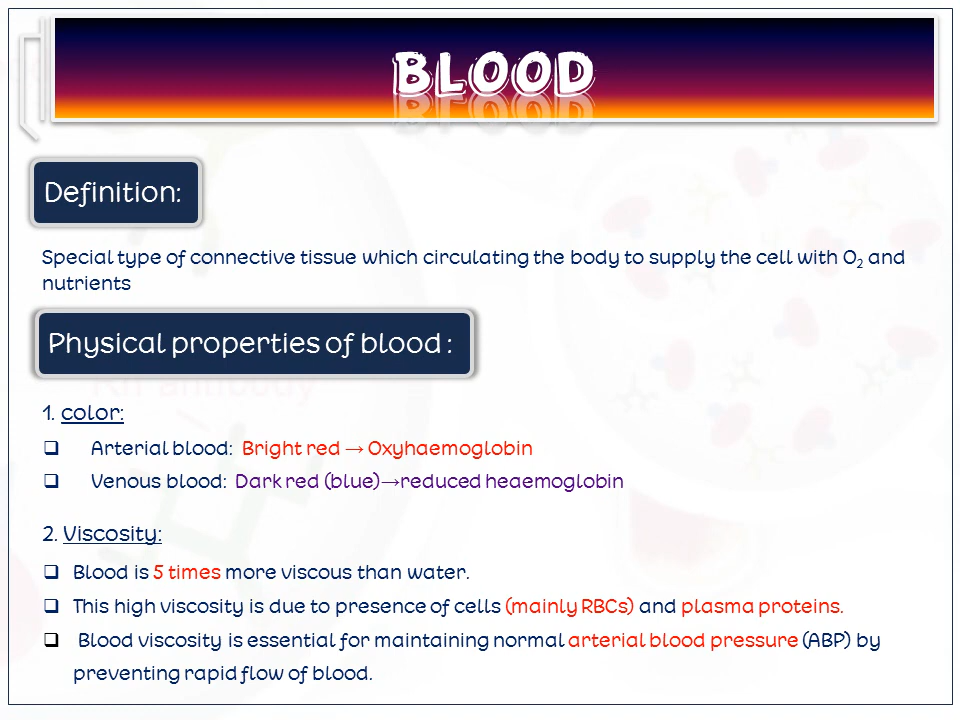 BLOOD
Definition:
Special type of connective tissue which circulating the body to supply the cell with O₂ and
nutrients
Physical properties of blood :
Rh antibody
1. color:
❑ Arterial blood: Bright red → Oxyhaemoglobin
❑ Venous blood: Dark red (blue)→reduced heaemoglobin
2. Viscosity:
❑ Blood is 5 times more viscous than water.
❑ This high viscosity is due to presence of cells (mainly RBCs) and plasma proteins.
❑ Blood viscosity is essential for maintaining normal arterial blood pressure (ABP) by
preventing rapid flow of blood.